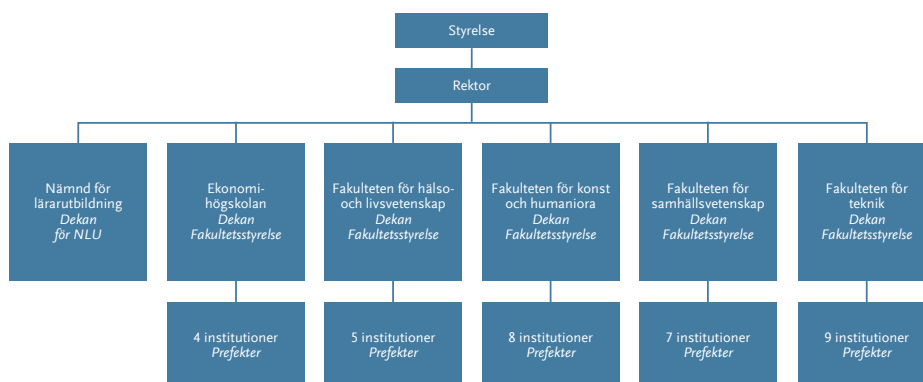 Styrelse
Rektor
Nämnd för
lärarutbildning
Dekan
för NLU
Ekonomi-
högskolan
Dekan
Fakultetsstyrelse
Fakulteten för hälso-
och livsvetenskap
Dekan
Fakultetsstyrelse
Fakulteten för konst
och humaniora
Dekan
Fakultetsstyrelse
Fakulteten för
samhällsvetenskap
Dekan
Fakultetsstyrelse
Fakulteten för
teknik
Dekan
Fakultetsstyrelse
4 institutioner
Prefekter
5 institutioner
Prefekter
8 institutioner
Prefekter
7 institutioner
Prefekter
9 institutioner
Prefekter